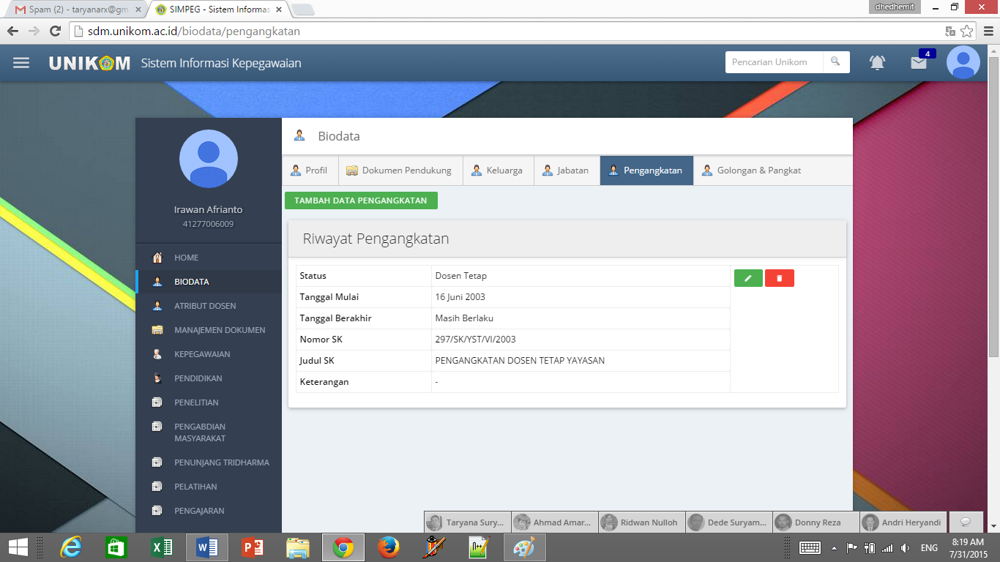 Spam (2) - taryanarx@gm
SIMPEG - Sistem Informas
dhedhemit
sdm.unikom.ac.id/biodata/pengangkatan
UNIKOM Sistem Informasi Kepegawaian
Pencarian Unikom
4
Irawan Afrianto
41277006009
HOME
BIODATA
ATRIBUT DOSEN
MANAJEMEN DOKUMEN
KEPEGAWAIAN
PENDIDIKAN
PENELITIAN
PENGABDIAN
MASYARAKAT
PENUNJANG TRIDHARMA
PELATIHAN
PENGAJARAN
Biodata
Profil Dokumen Pendukung Keluarga Jabatan Pengangkatan Golongan & Pangkat
TAMBAH DATA PENGANGKATAN
Riwayat Pengangkatan
Status Dosen Tetap
Tanggal Mulai 16 Juni 2003
Tanggal Berakhir Masih Berlaku
Nomor SK 297/SK/YST/VI/2003
Judul SK PENGANGKATAN DOSEN TETAP YAYASAN
Keterangan -
Taryana Sury... Ahmad Amar... Ridwan Nulloh Dede Suryam... Donny Reza Andri Heryandi
ENG
8:19 AM
7/31/2015